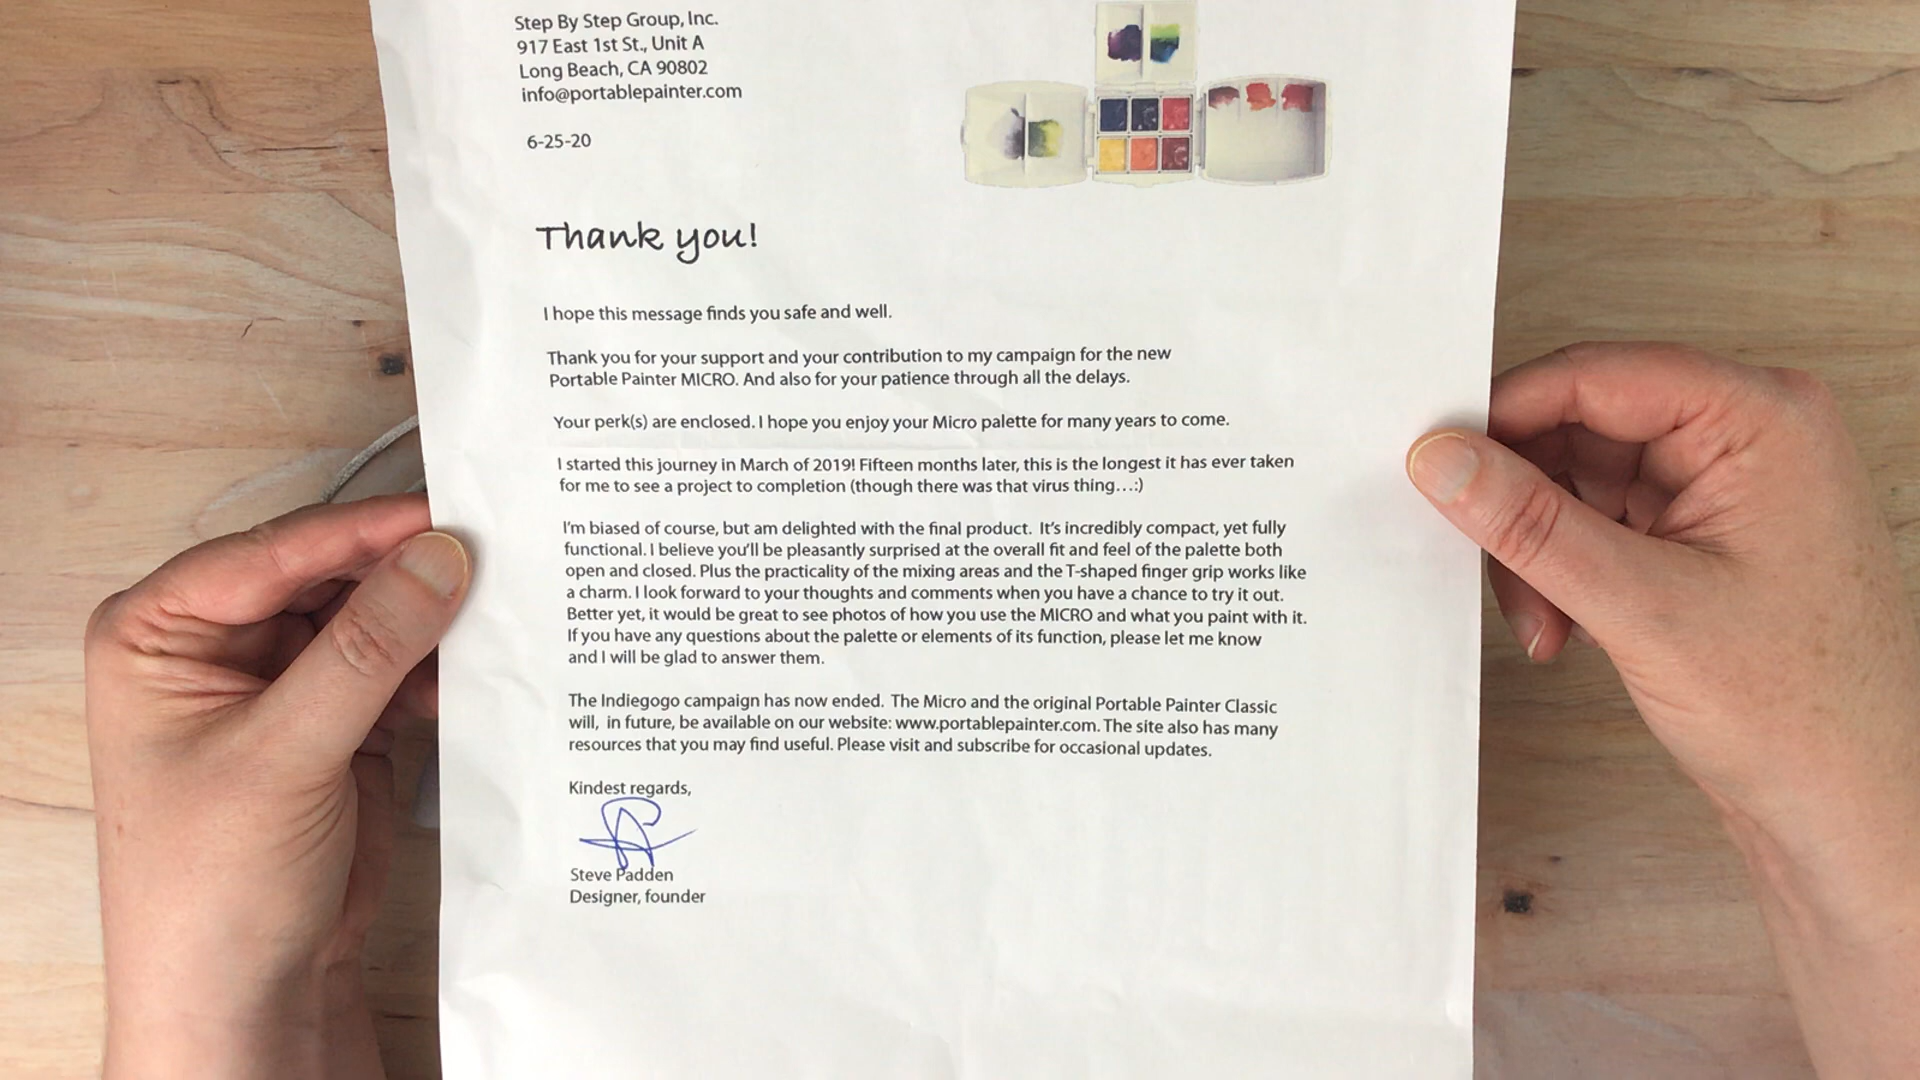 Step By Step Group, Inc.
917 East 1st St., Unit A
Long Beach, CA 90802
info@portablepainter.com
6-25-20
Thank you!
I hope this message finds you safe and well.
Thank you for your support and your contribution to my campaign for the new
Portable Painter MICRO. And also for your patience through all the delays.
Your perk(s) are enclosed. I hope you enjoy your Micro palette for many years to come.
I started this journey in March of 2019! Fifteen months later, this is the longest it has ever taken
for me to see a project to completion (though there was that virus thing…:)
I'm biased of course, but am delighted with the final product.  It's incredibly compact, yet fully
functional. I believe you'll be pleasantly surprised at the overall fit and feel of the palette both
open and closed. Plus the practicality of the mixing areas and the T-shaped finger grip works like
a charm. I look forward to your thoughts and comments when you have a chance to try it out.
Better yet, it would be great to see photos of how you use the MICRO and what you paint with it.
If you have any questions about the palette or elements of its function, please let me know
and I will be glad to answer them.
The Indiegogo campaign has now ended.  The Micro and the original Portable Painter Classic
will,  in future, be available on our website: www.portablepainter.com. The site also has many
resources that you may find useful. Please visit and subscribe for occasional updates.
Kindest regards,
Steve Padden
Designer, founder